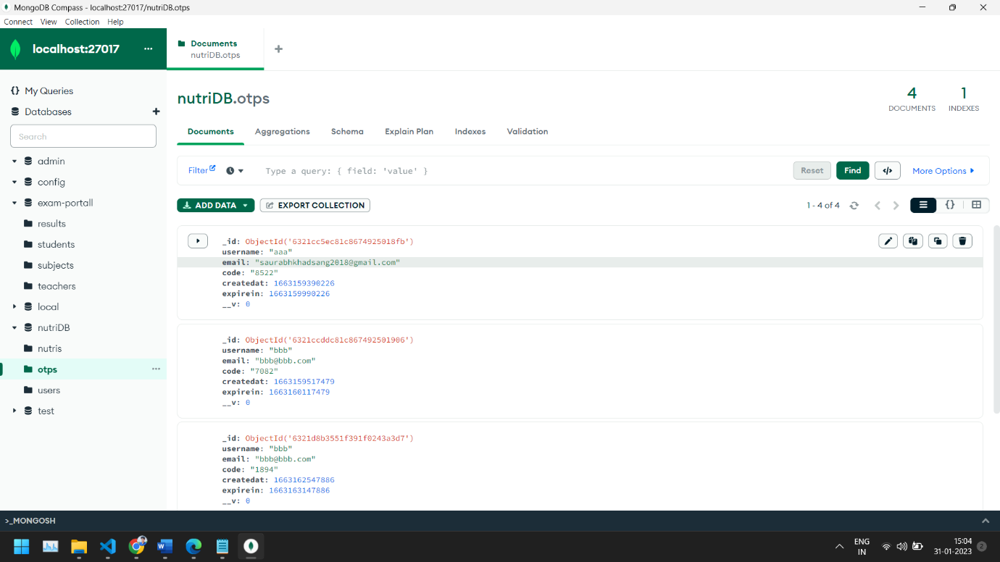 MongoDB Compass - localhost:27017/nutriDB.otps
Connect View Collection Help
localhost:27017
...
Documents
nutriDB.otps
+
{} My Queries
Databases +
Search
admin
config
exam-portall
results
students
subjects
teachers
local
nutriDB
nutris
otps ...
users
test
nutriDB.otps
4
DOCUMENTS
1
INDEXES
Documents Aggregations Schema Explain Plan Indexes Validation
Filter Type a query: { field: 'value' } Reset Find </> More Options
ADD DATA EXPORT COLLECTION 1 - 4 of 4 {}
_id: ObjectId('6321cc5ec81c8674925018fb')
username: "aaa"
email: "saurabhkhadsang2018@gmail.com"
code: "8522"
createdat: 1663159390226
expirein: 1663159990226
__v: 0
_id: ObjectId('6321ccddc81c867492501906')
username: "bbb"
email: "bbb@bbb.com"
code: "7082"
createdat: 1663159517479
expirein: 1663160117479
__v: 0
_id: ObjectId('6321d8b3551f391f0243a3d7')
username: "bbb"
email: "bbb@bbb.com"
code: "1894"
createdat: 1663162547886
expirein: 1663163147886
__v: 0
>_MONGOSH
ENG
IN
15:04
31-01-2023
2